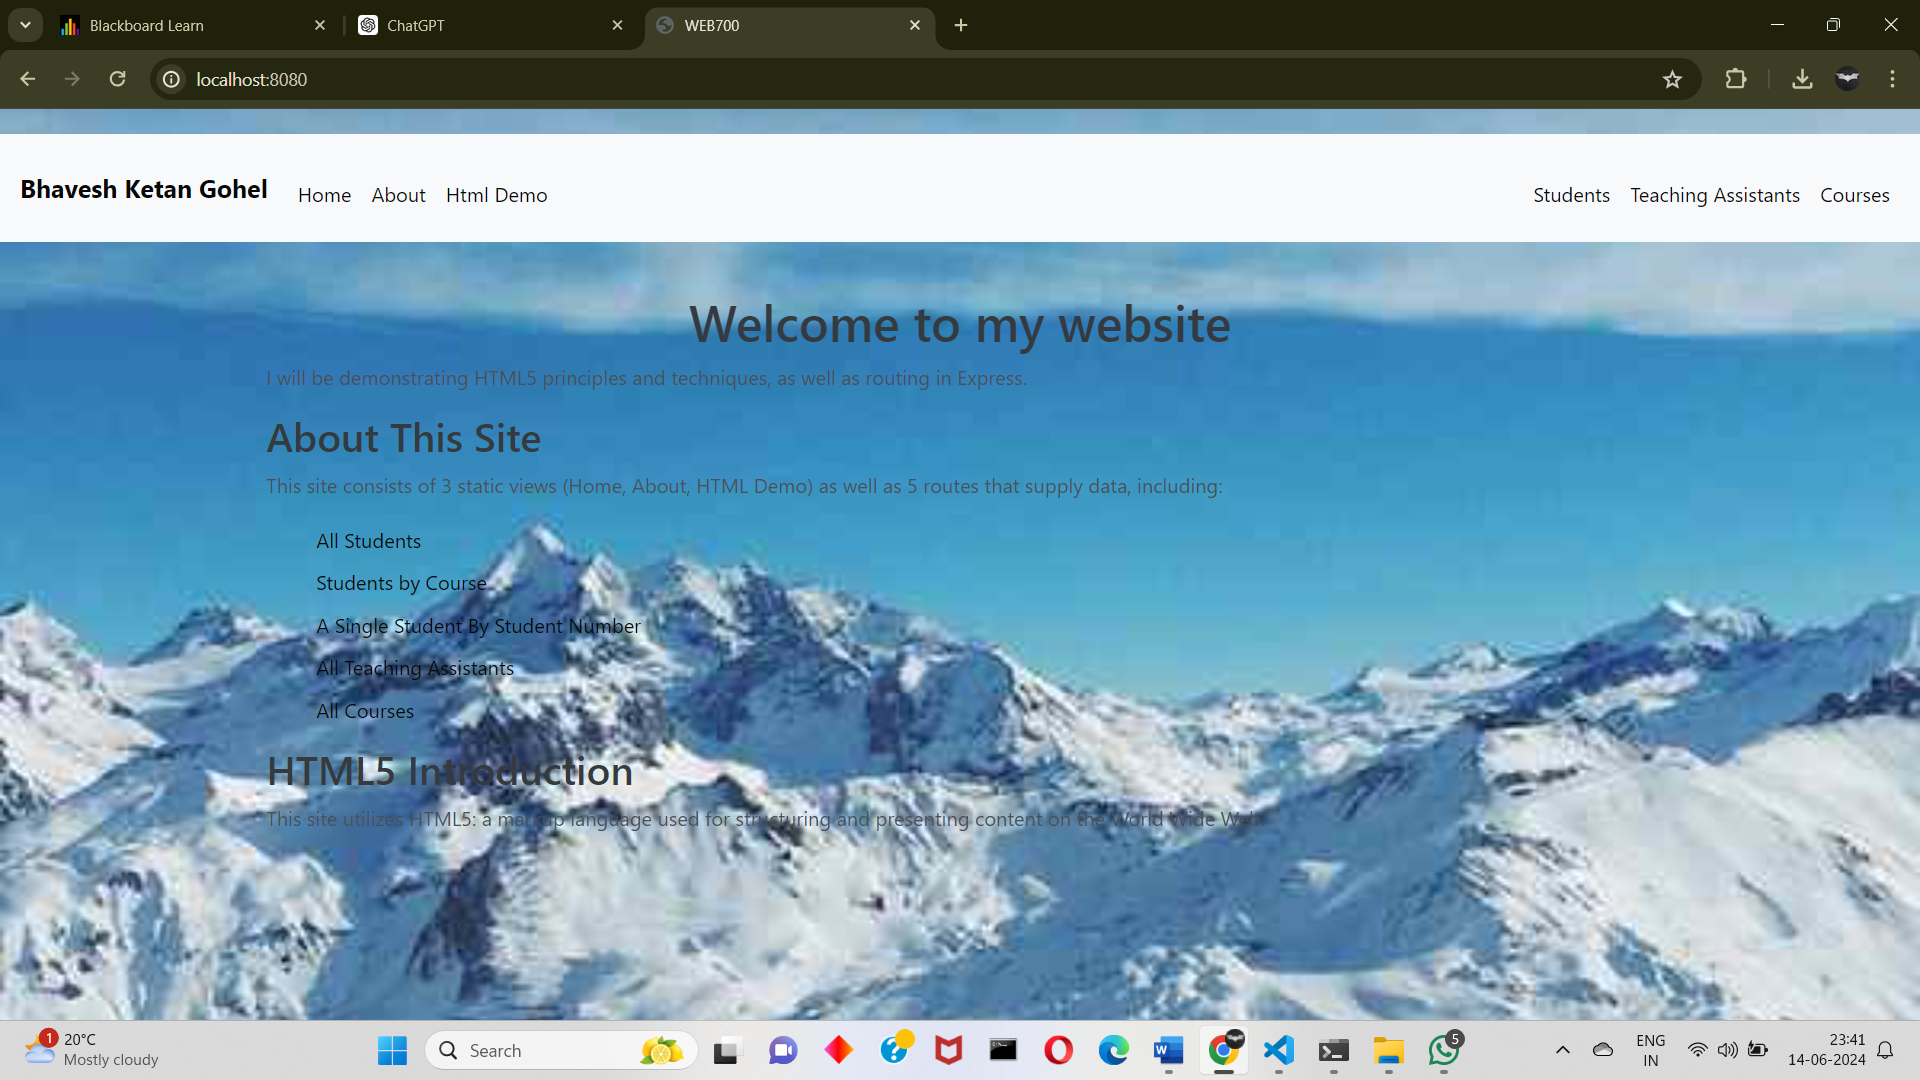 Blackboard Learn
ChatGPT
WEB700
localhost:8080
Bhavesh Ketan Gohel Home About Html Demo Students Teaching Assistants Courses
Welcome to my website
I will be demonstrating HTML5 principles and techniques, as well as routing in Express.
About This Site
This site consists of 3 static views (Home, About, HTML Demo) as well as 5 routes that supply data, including:
All Students
Students by Course
A Single Student By Student Number
All Teaching Assistants
All Courses
HTML5 Introduction
This site utilizes HTML5: a markup language used for structuring and presenting content on the World Wide Web.
1
20°C
Mostly cloudy
Search
5
ENG
IN
23:41
14-06-2024